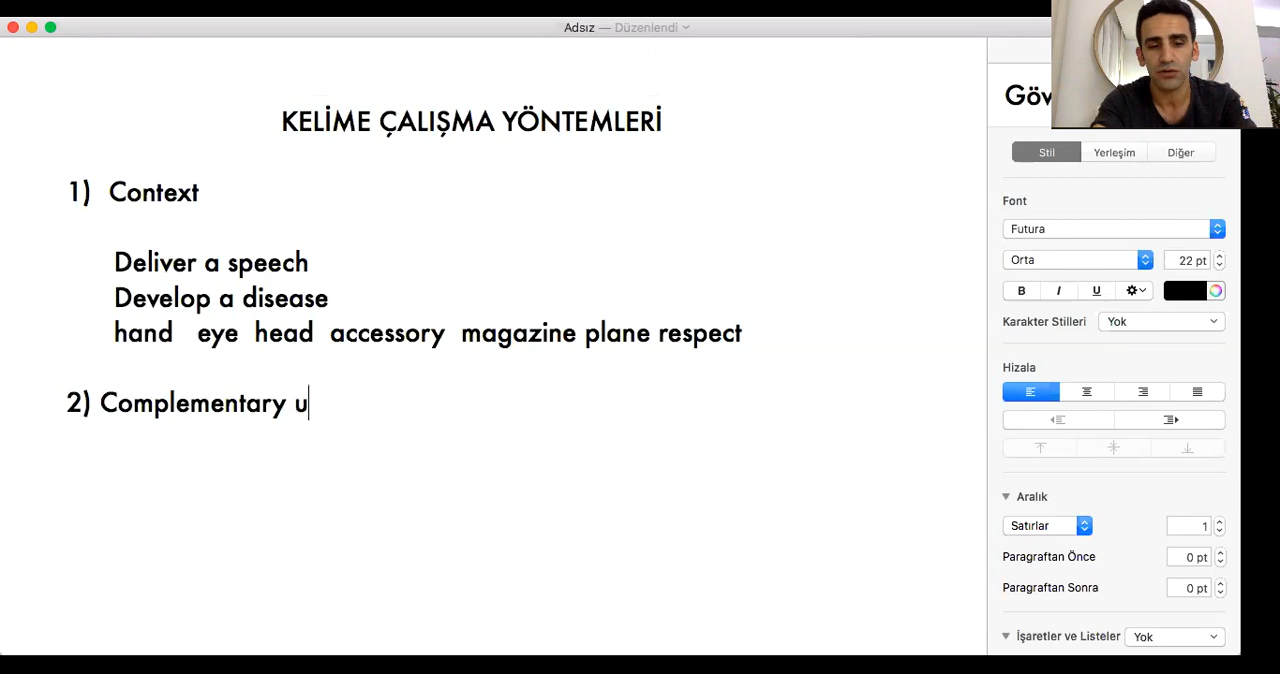 Adsız — Düzenlendi
KELİME ÇALIŞMA YÖNTEMLERİ
1) Context
Deliver a speech
Develop a disease
hand eye head accessory magazine plane respect
2) Complementary u
Stil Yerleşim Diğer
Font
Futura
Orta 22 pt
B I U
Karakter Stilleri Yok
Hizala
Aralık
Satırlar 1
Paragraftan Önce 0 pt
Paragraftan Sonra 0 pt
İşaretler ve Listeler Yok